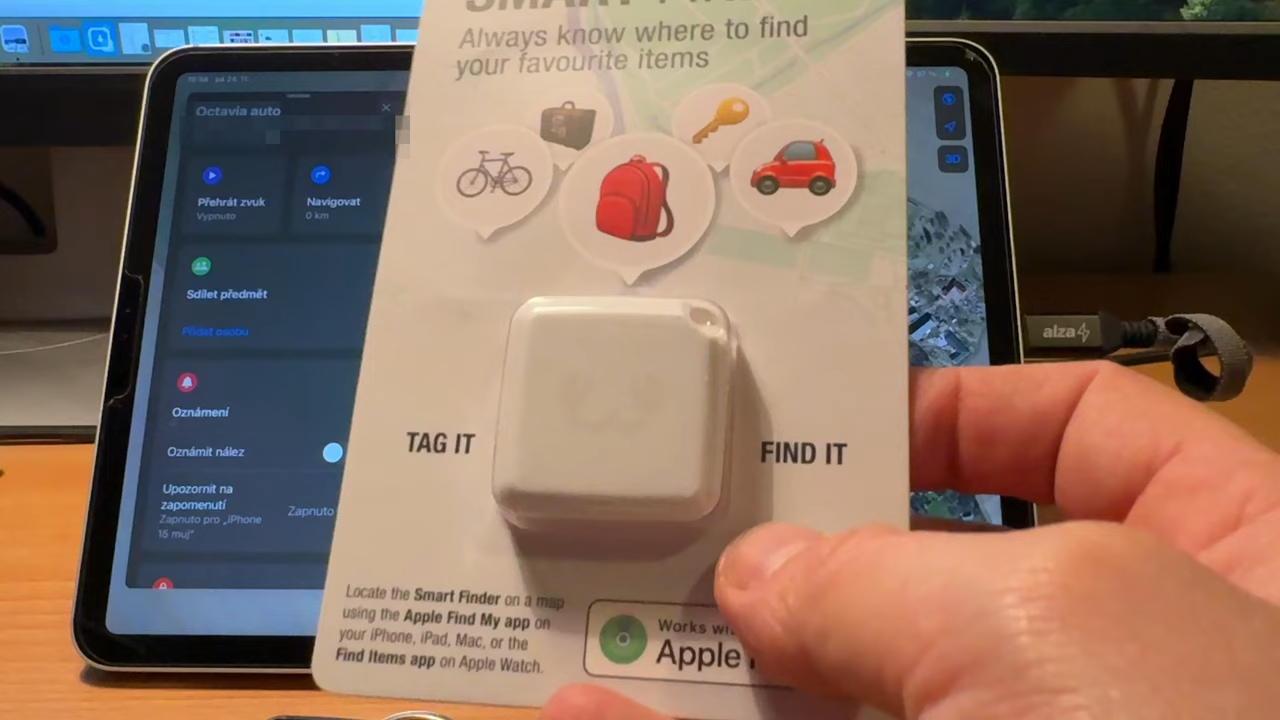 SMART
Always know where to find
your favourite items
TAG IT
FIND IT
Locate the Smart Finder on a map
using the Apple Find My app on
your iPhone, iPad, Mac, or the
Find Items app on Apple Watch.
Works
Apple
Octavia auto
Přehrát zvuk
Vypnuto
Navigovat
0 km
Sdílet předmět
Přidat osobu
Oznámení
Oznámit nález
Upozornit na
zapomenutí
Zapnuto pro „iPhone
15 muj“
Zapnuto
3D
alza